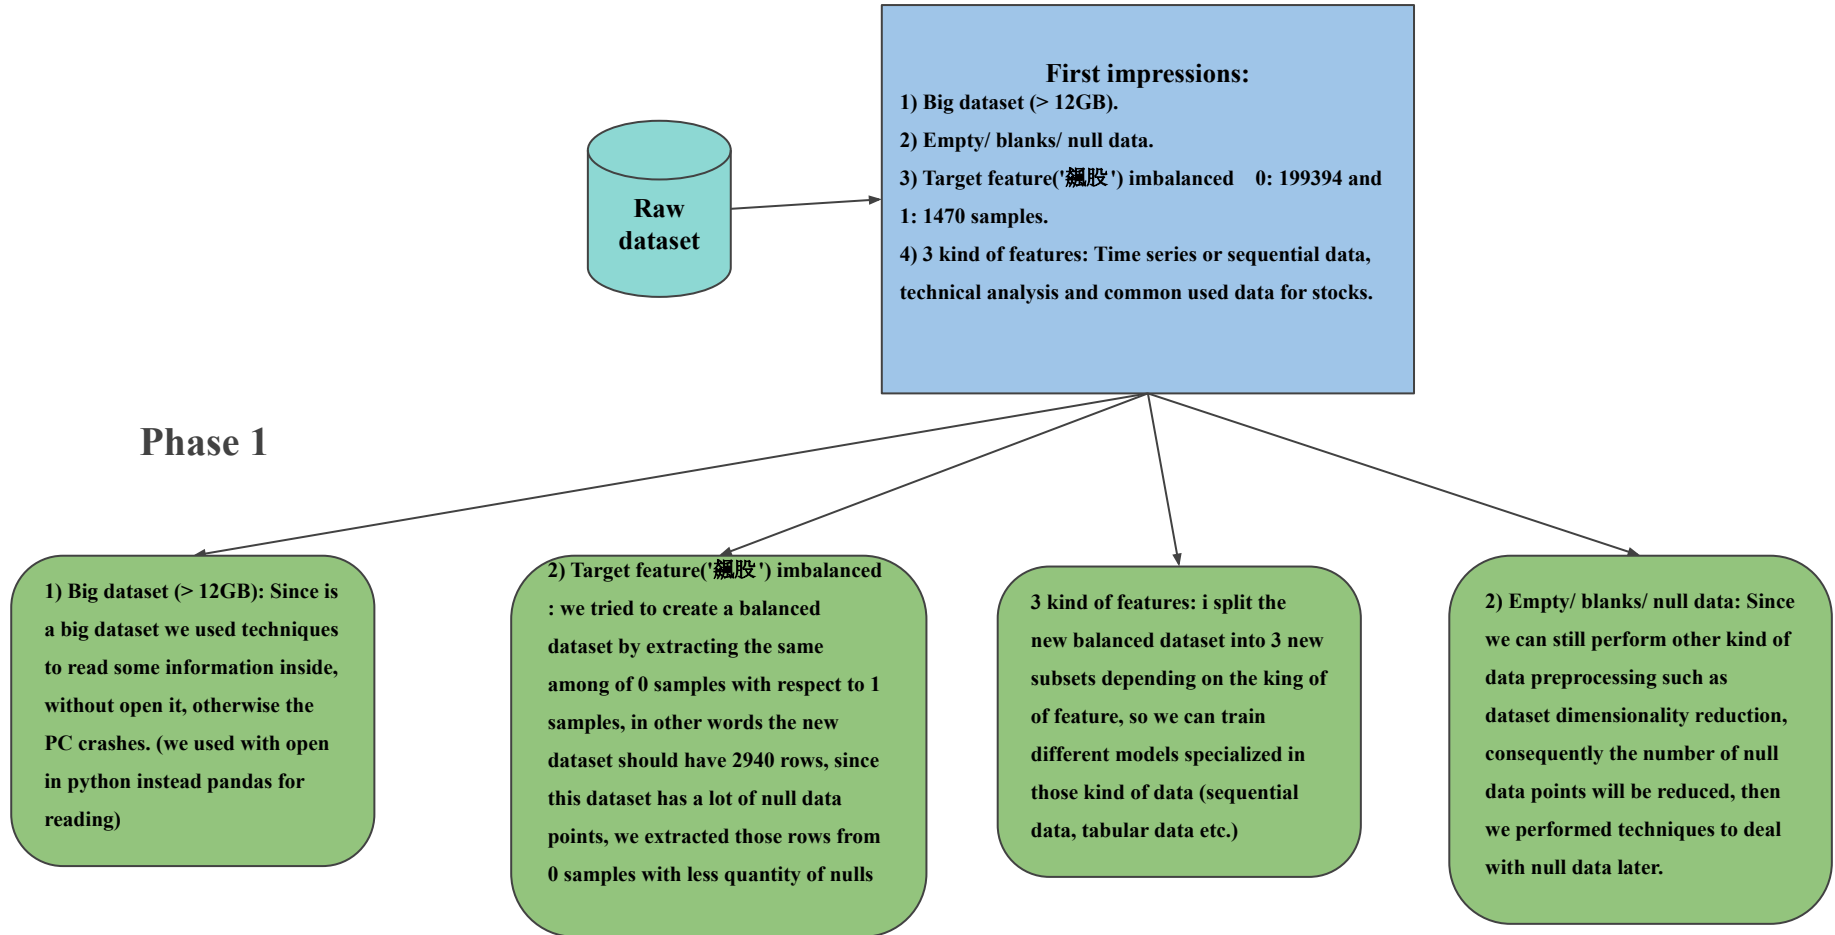 First impressions:
1) Big dataset (> 12GB).
2) Empty/ blanks/ null data.
3) Target feature('飆股') imbalanced 0: 199394 and
1: 1470 samples.
4) 3 kind of features: Time series or sequential data,
technical analysis and common used data for stocks.
Raw
dataset
Phase 1
1) Big dataset (> 12GB): Since is
a big dataset we used techniques
to read some information inside,
without open it, otherwise the
PC crashes. (we used with open
in python instead pandas for
reading)
2) Target feature('飆股') imbalanced
: we tried to create a balanced
dataset by extracting the same
among of 0 samples with respect to 1
samples, in other words the new
dataset should have 2940 rows, since
this dataset has a lot of null data
points, we extracted those rows from
0 samples with less quantity of nulls
3 kind of features: i split the
new balanced dataset into 3 new
subsets depending on the king of
of feature, so we can train
different models specialized in
those kind of data (sequential
data, tabular data etc.)
2) Empty/ blanks/ null data: Since
we can still perform other kind of
data preprocessing such as
dataset dimensionality reduction,
consequently the number of null
data points will be reduced, then
we performed techniques to deal
with null data later.